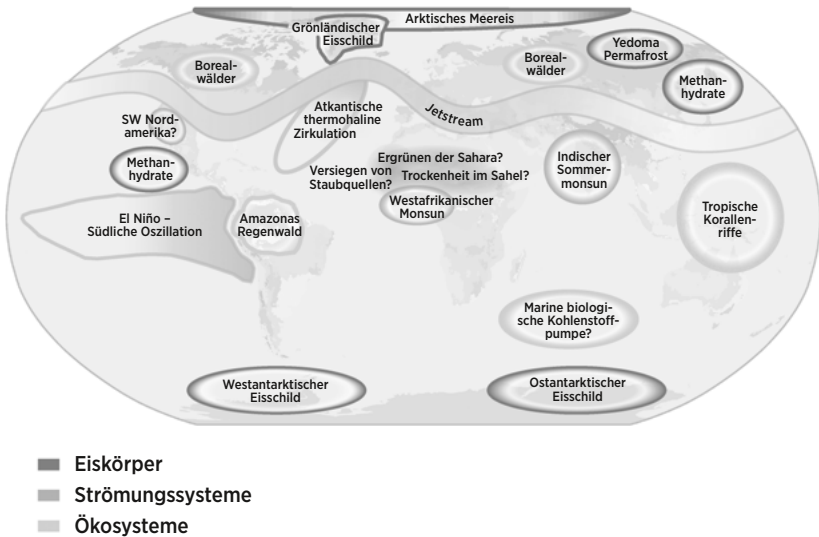 Arktisches Meereis
Grönländischer
Eisschild
Boreal-
wälder
Boreal-
wälder
Yedoma
Permafrost
Methan-
hydrate
SW Nord-
amerika?
Atkantische
thermohaline
Zirkulation
Jetstream
Methan-
hydrate
Versiegen von
Staubquellen?
Ergrünen der Sahara?
Trockenheit im Sahel?
Westafrikanischer
Monsun
Indischer
Sommer-
monsun
El Niño –
Südliche Oszillation
Amazonas
Regenwald
Tropische
Korallen-
riffe
Marine biologi-
sche Kohlenstoff-
pumpe?
Westantarktischer
Eisschild
Ostantarktischer
Eisschild
Eiskörper
Strömungssysteme
Ökosysteme